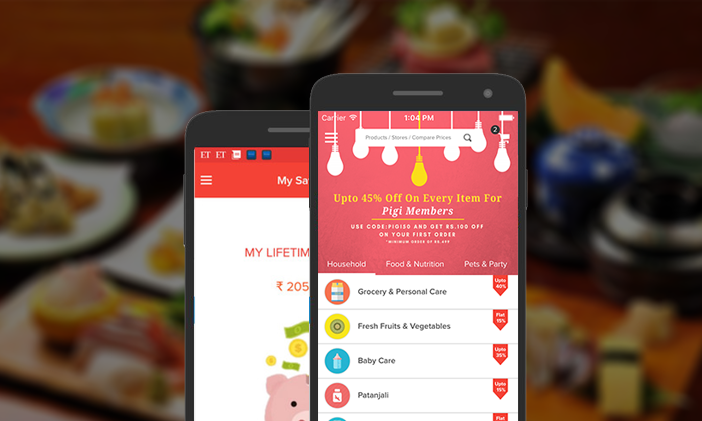 ET ET
My Sa
MY LIFETIM
₹ 205
Carrier 1:04 PM
Products / Stores / Compare Prices
2
Upto 45% Off On Every Item For
Pigi Members
USE CODE:PIGI50 AND GET RS.100 OFF
ON YOUR FIRST ORDER
*MINIMUM ORDER OF RS.499
Household Food & Nutrition Pets & Party
Grocery & Personal Care
Upto
40%
Fresh Fruits & Vegetables
Flat
15%
Baby Care
Upto
35%
Patanjali
Upto
15%
Flat